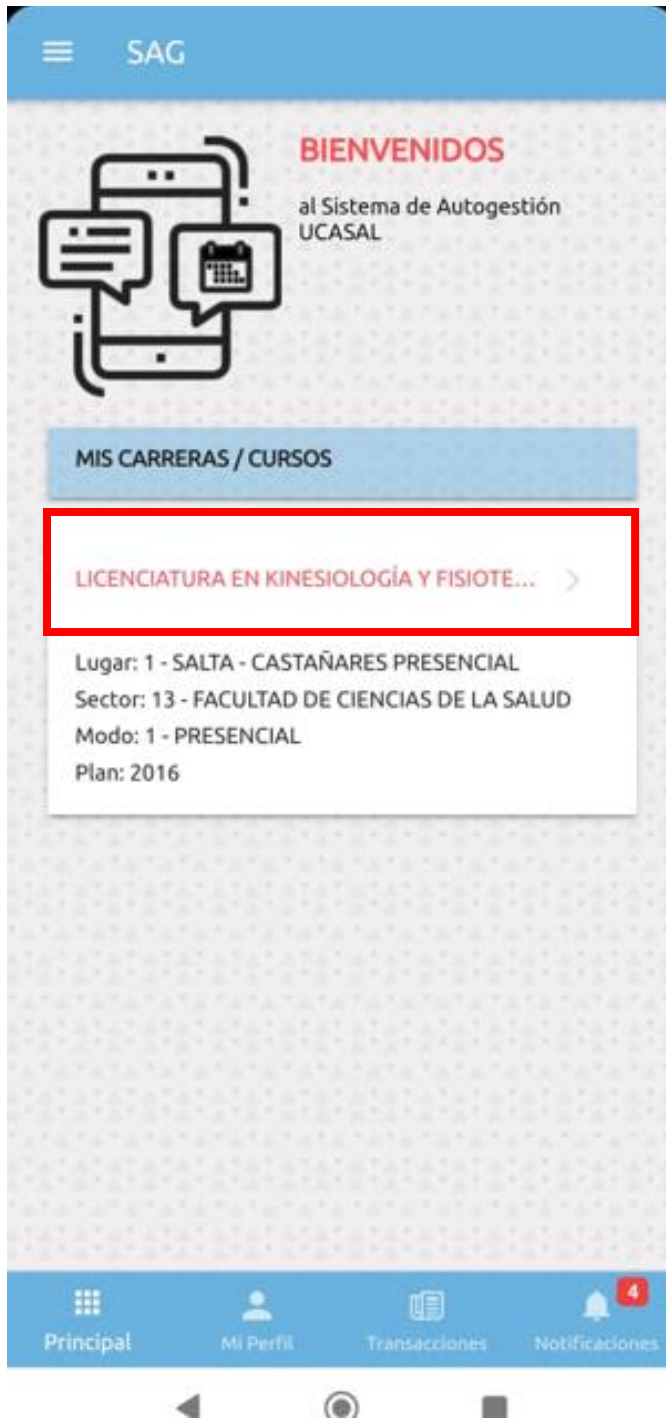 SAG
BIENVENIDOS
al Sistema de Autogestión
UCASAL
MIS CARRERAS / CURSOS
LICENCIATURA EN KINESIOLOGÍA Y FISIOTE...
Lugar: 1 - SALTA - CASTAÑARES PRESENCIAL
Sector: 13 - FACULTAD DE CIENCIAS DE LA SALUD
Modo: 1 - PRESENCIAL
Plan: 2016
4
Principal Mi Perfil Transacciones Notificaciones